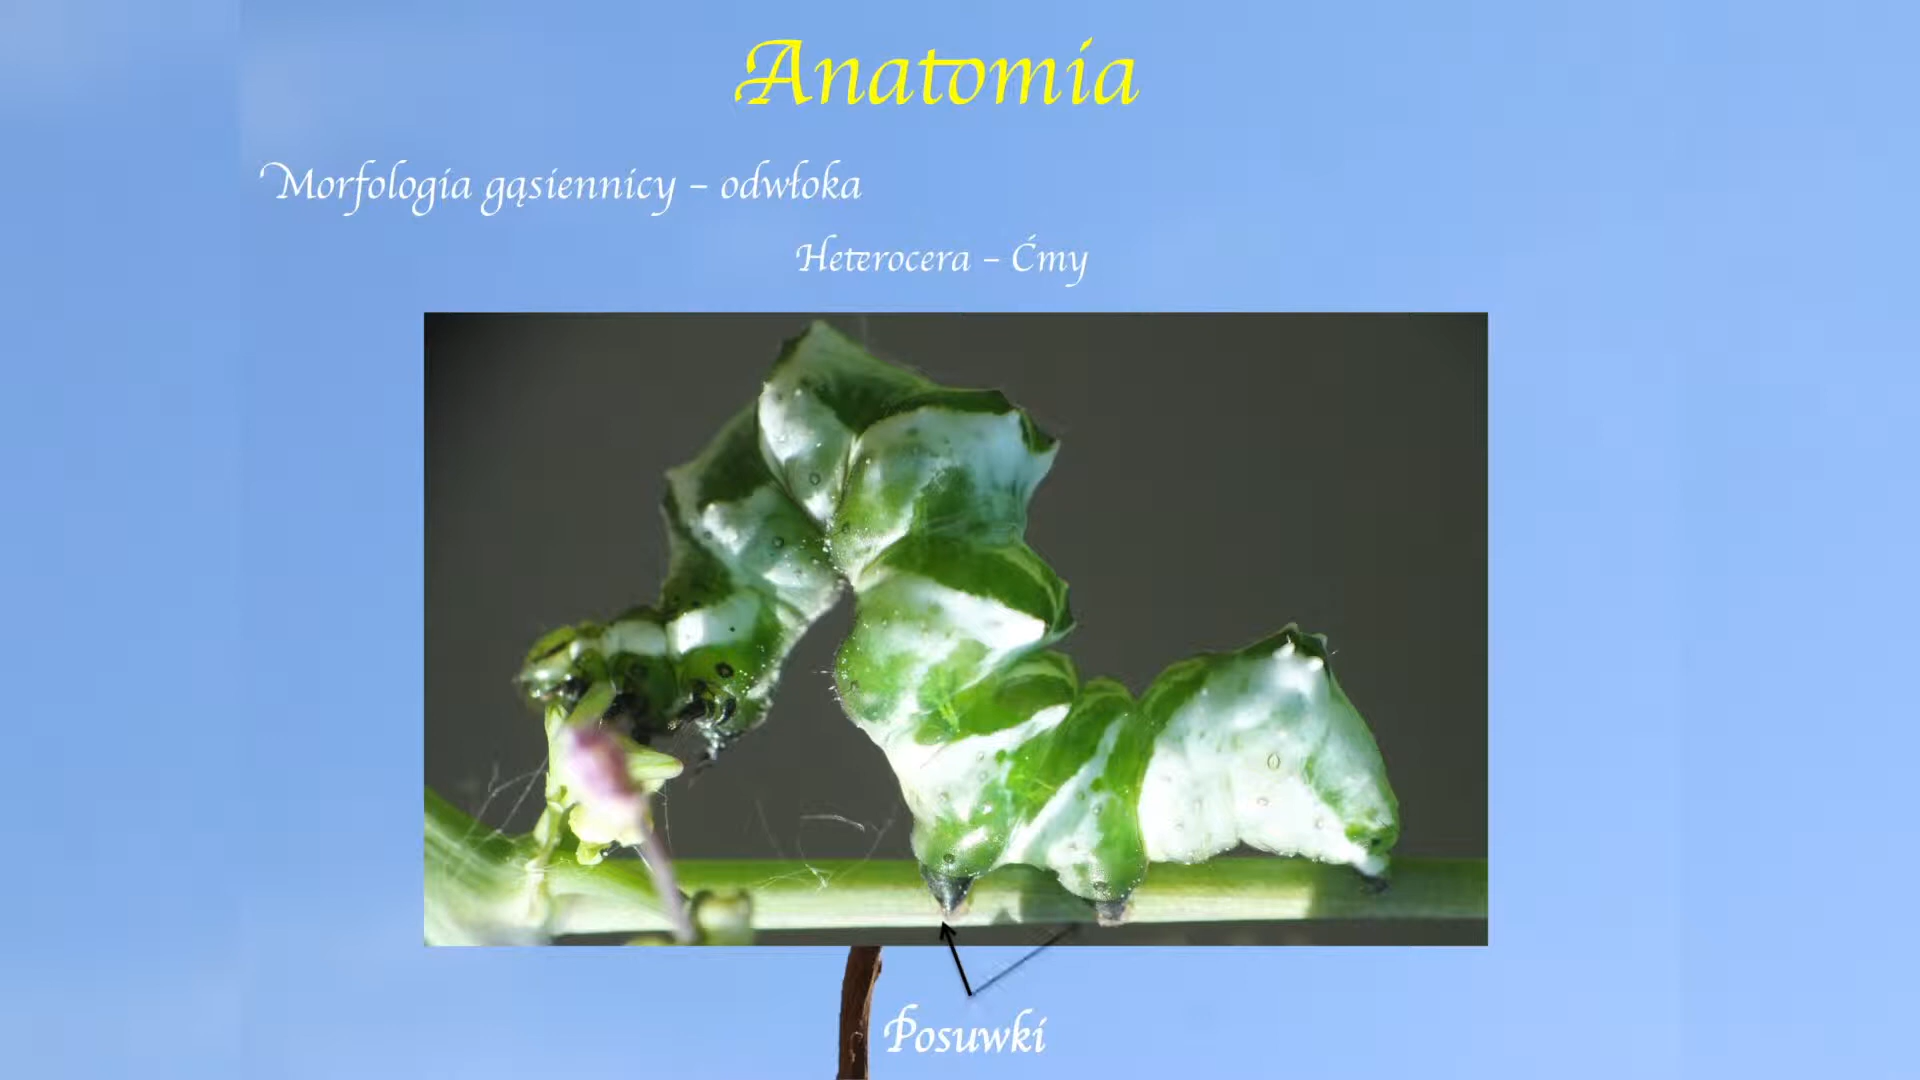 Anatomia
Morfologia gąsiennicy – odwłoka
Heterocera – Ćmy
Posuwki